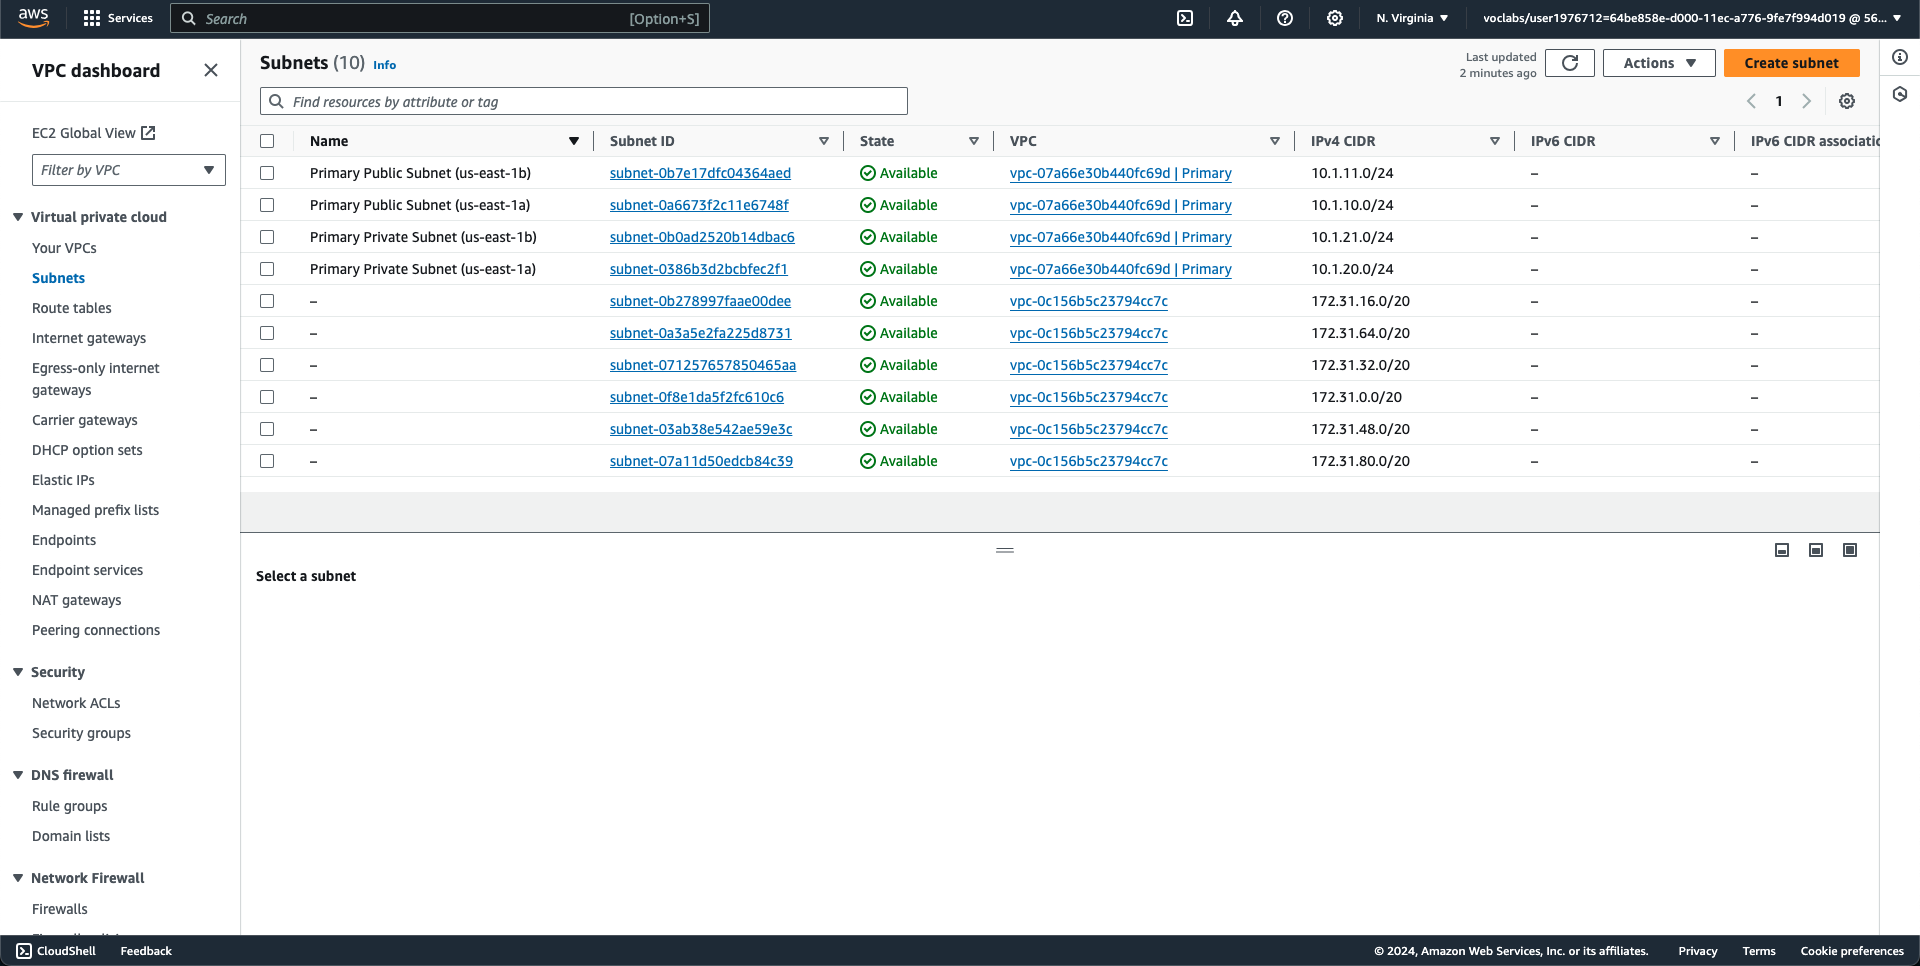 aws
Services
Search
[Option+S]
N. Virginia
voclabs/user1976712=64be858e-d000-11ec-a776-9fe7f994d019 @ 56...
VPC dashboard
EC2 Global View
Filter by VPC
Virtual private cloud
Your VPCs
Subnets
Route tables
Internet gateways
Egress-only internet
gateways
Carrier gateways
DHCP option sets
Elastic IPs
Managed prefix lists
Endpoints
Endpoint services
NAT gateways
Peering connections
Security
Network ACLs
Security groups
DNS firewall
Rule groups
Domain lists
Network Firewall
Firewalls
Subnets (10) Info
Last updated
2 minutes ago
Actions
Create subnet
Find resources by attribute or tag
1
Name Subnet ID State VPC IPv4 CIDR IPv6 CIDR IPv6 CIDR associatio
Primary Public Subnet (us-east-1b) subnet-0b7e17dfc04364aed Available vpc-07a66e30b440fc69d | Primary 10.1.11.0/24 – –
Primary Public Subnet (us-east-1a) subnet-0a6673f2c11e6748f Available vpc-07a66e30b440fc69d | Primary 10.1.10.0/24 – –
Primary Private Subnet (us-east-1b) subnet-0b0ad2520b14dbac6 Available vpc-07a66e30b440fc69d | Primary 10.1.21.0/24 – –
Primary Private Subnet (us-east-1a) subnet-0386b3d2bcbfec2f1 Available vpc-07a66e30b440fc69d | Primary 10.1.20.0/24 – –
– subnet-0b278997faae00dee Available vpc-0c156b5c23794cc7c 172.31.16.0/20 – –
– subnet-0a3a5e2fa225d8731 Available vpc-0c156b5c23794cc7c 172.31.64.0/20 – –
– subnet-071257657850465aa Available vpc-0c156b5c23794cc7c 172.31.32.0/20 – –
– subnet-0f8e1da5f2fc610c6 Available vpc-0c156b5c23794cc7c 172.31.0.0/20 – –
– subnet-03ab38e542ae59e3c Available vpc-0c156b5c23794cc7c 172.31.48.0/20 – –
– subnet-07a11d50edcb84c39 Available vpc-0c156b5c23794cc7c 172.31.80.0/20 – –
Select a subnet
CloudShell
Feedback
© 2024, Amazon Web Services, Inc. or its affiliates.
Privacy
Terms
Cookie preferences